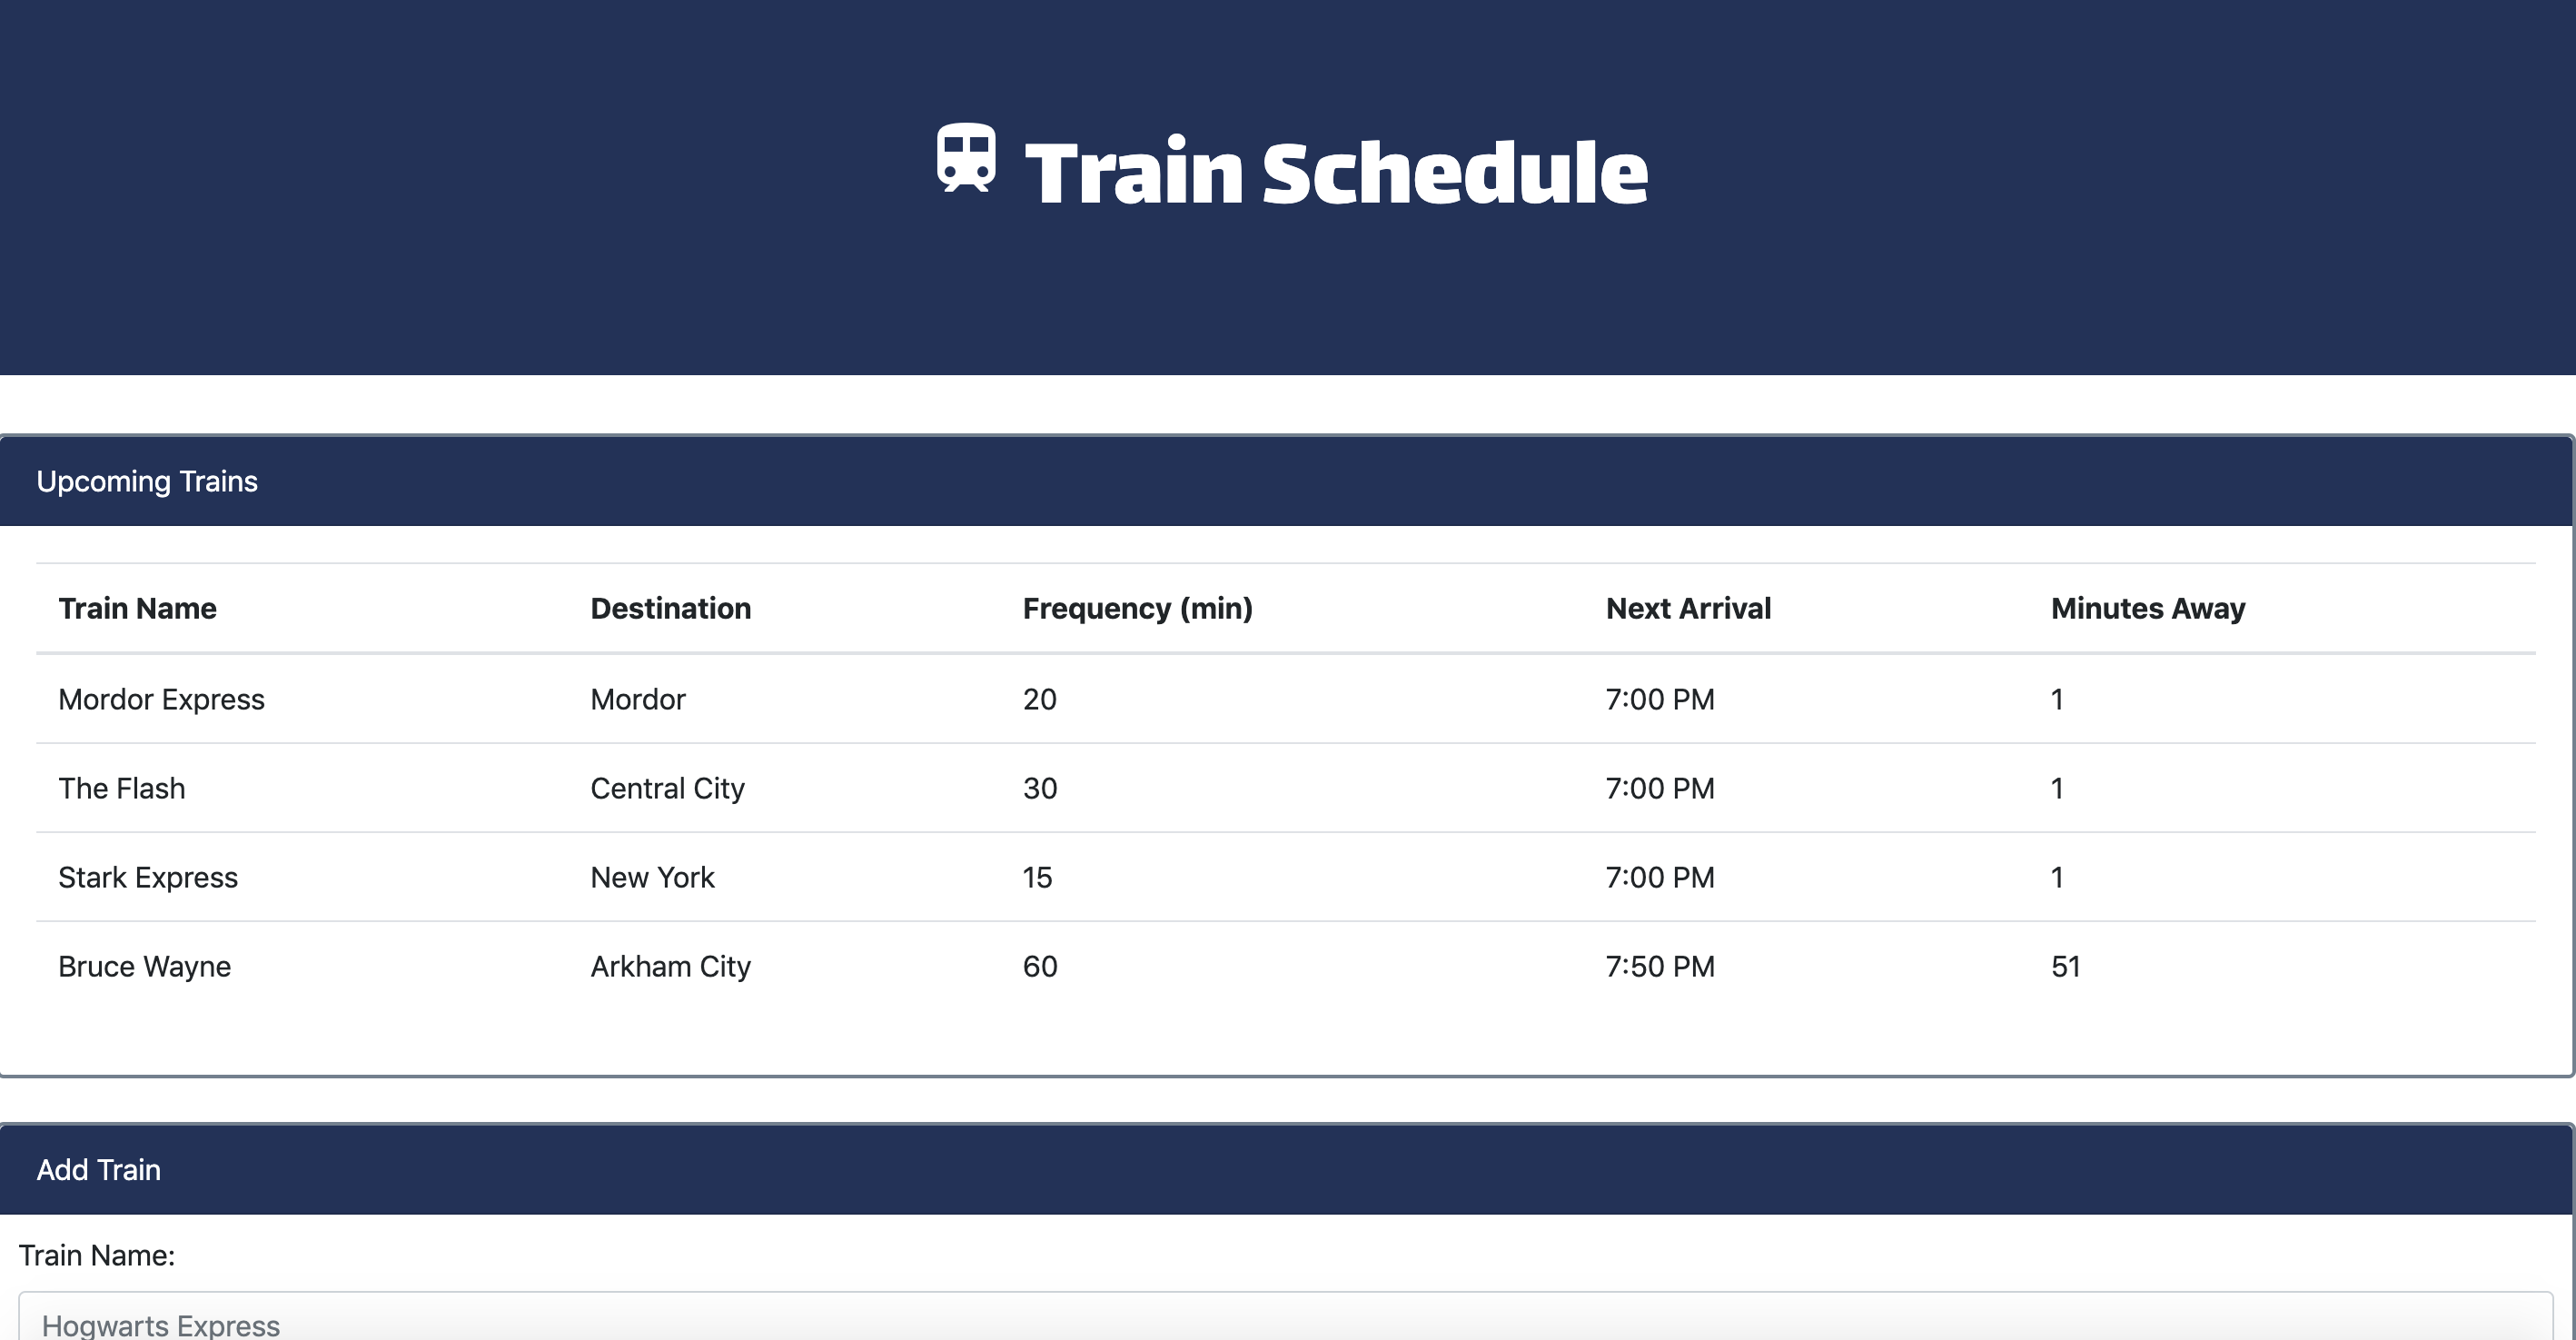 Train Schedule
Upcoming Trains
Train Name Destination Frequency (min) Next Arrival Minutes Away
Mordor Express Mordor 20 7:00 PM 1
The Flash Central City 30 7:00 PM 1
Stark Express New York 15 7:00 PM 1
Bruce Wayne Arkham City 60 7:50 PM 51
Add Train
Train Name:
Hogwarts Express